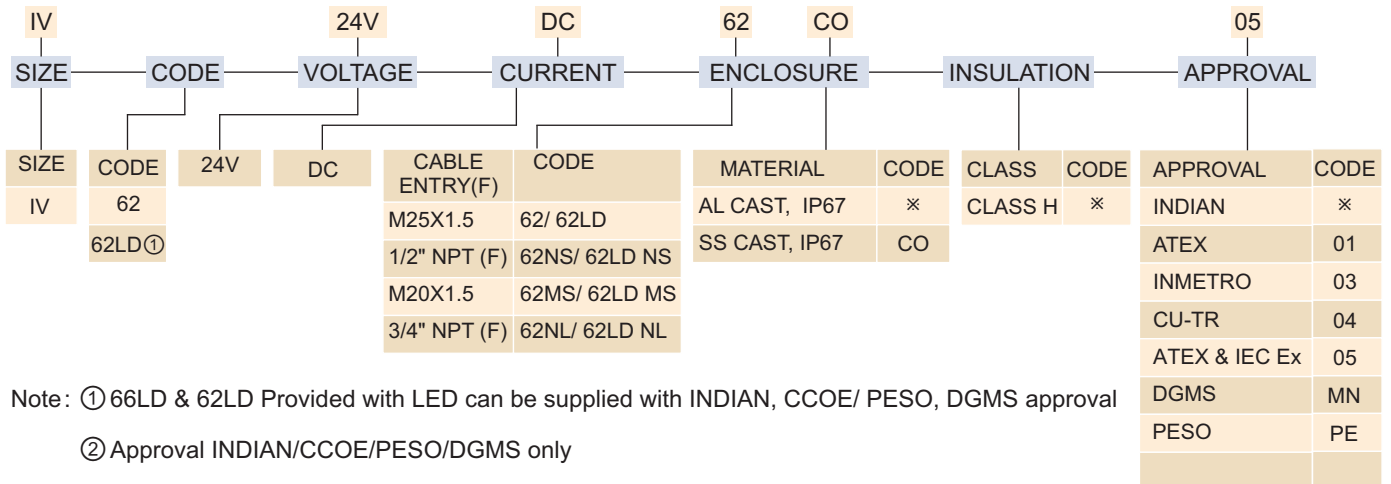 IV 24V DC 62 CO 05
SIZE CODE VOLTAGE CURRENT ENCLOSURE INSULATION APPROVAL
SIZE
IV
CODE
62
62LD①
24V
DC
CABLE ENTRY(F) CODE
M25X1.5 62/ 62LD
1/2" NPT (F) 62NS/ 62LD NS
M20X1.5 62MS/ 62LD MS
3/4" NPT (F) 62NL/ 62LD NL
MATERIAL CODE
AL CAST, IP67 ※
SS CAST, IP67 CO
CLASS CODE
CLASS H ※
APPROVAL CODE
INDIAN ※
ATEX 01
INMETRO 03
CU-TR 04
ATEX & IEC Ex 05
DGMS MN
PESO PE
Note: ① 66LD & 62LD Provided with LED can be supplied with INDIAN, CCOE/ PESO, DGMS approval
② Approval INDIAN/CCOE/PESO/DGMS only